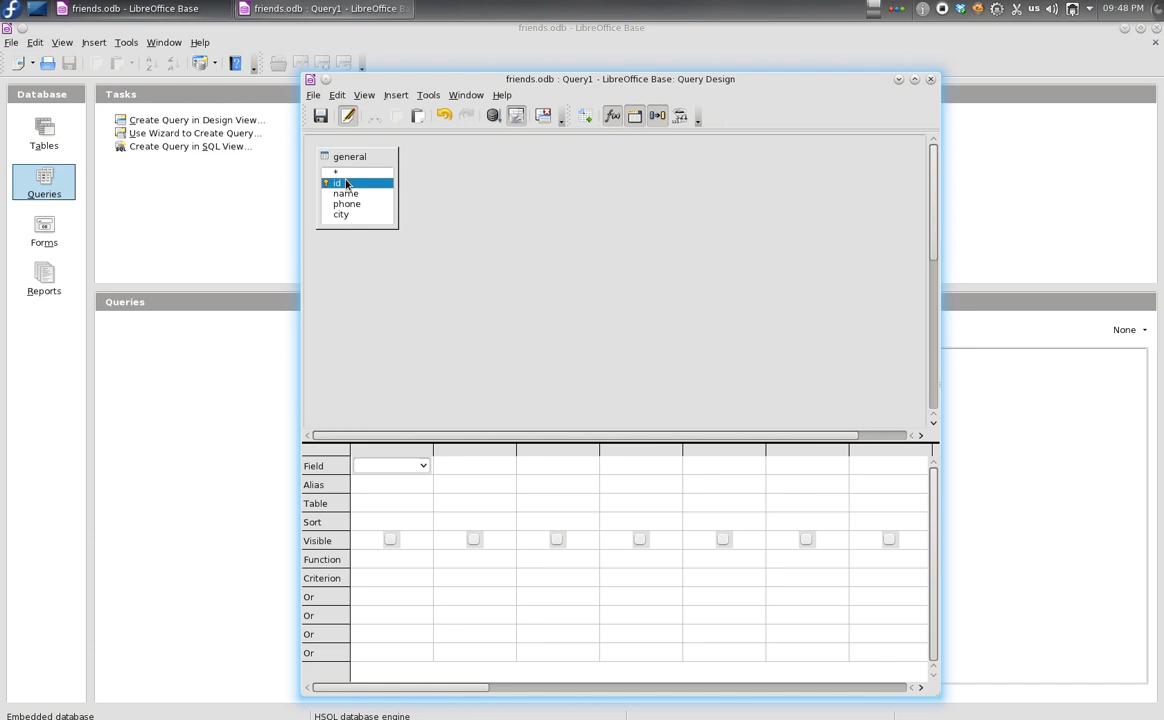 friends.odb - LibreOffice Base
friends.odb : Query1 - LibreOffice B
us
09:48 PM
friends.odb - LibreOffice Base
File Edit View Insert Tools Window Help
Database
Tables
Queries
Forms
Reports
Tasks
Create Query in Design View...
Use Wizard to Create Query...
Create Query in SQL View...
Queries
None
friends.odb : Query1 - LibreOffice Base: Query Design
File Edit View Insert Tools Window Help
general
*
id
name
phone
city
Field
Alias
Table
Sort
Visible
Function
Criterion
Or
Or
Or
Or
Embedded database
HSQL database engine